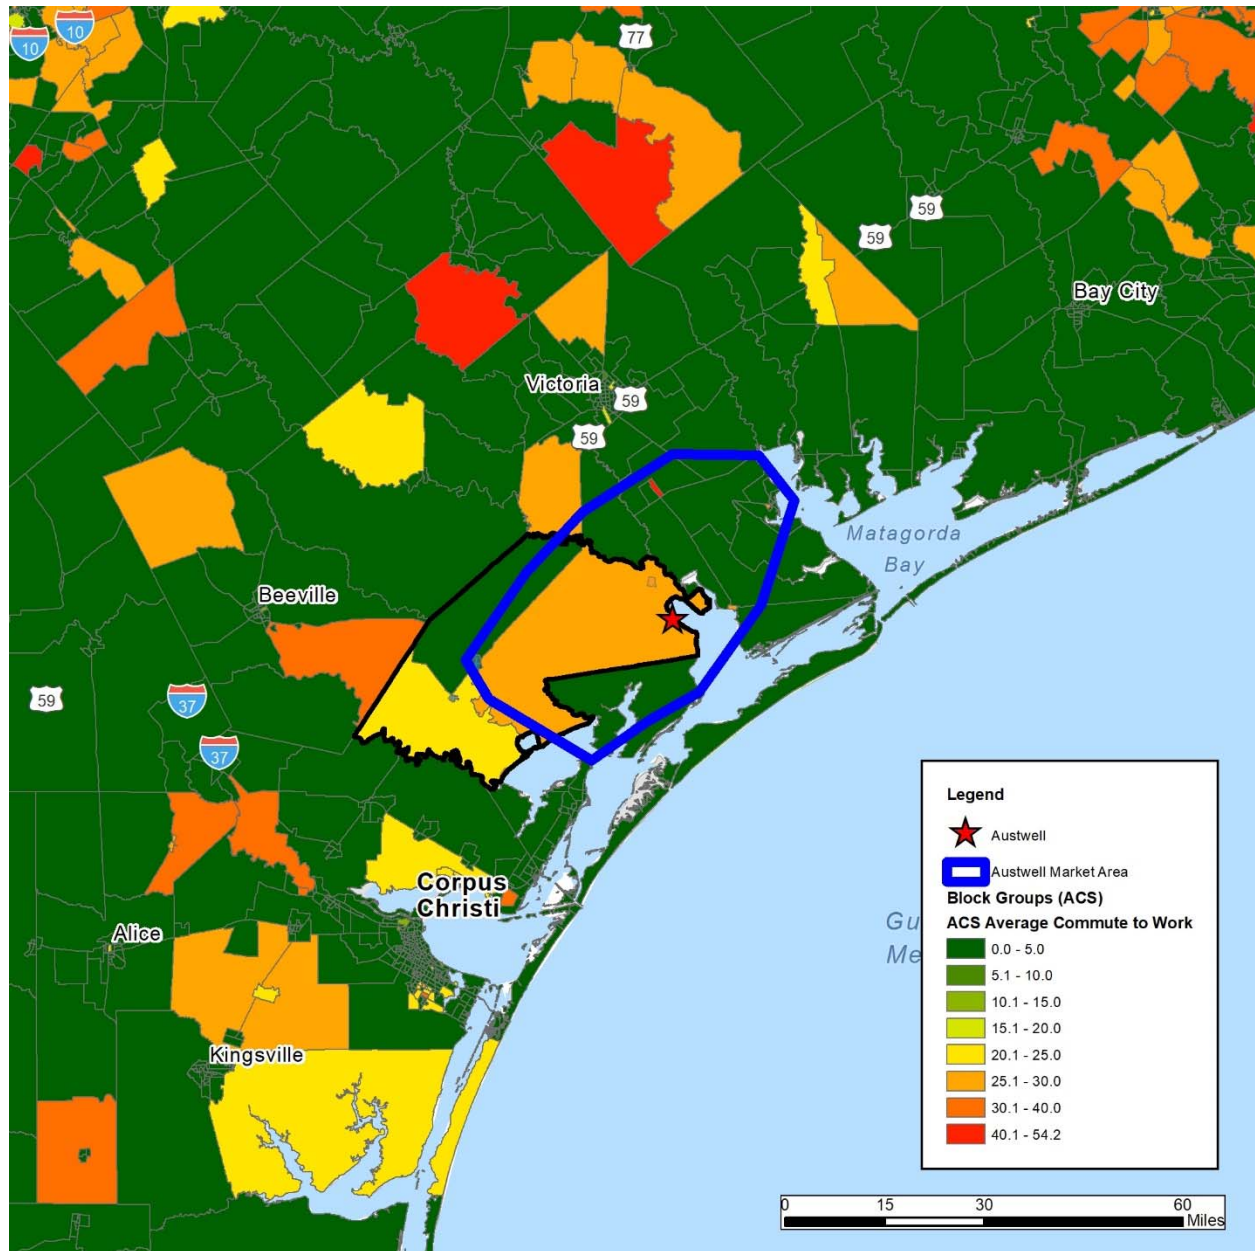 10
10
77
59
59
Bay City
Victoria
59
59
Matagorda
Bay
Beeville
59
37
37
Corpus
Christi
Alice
Kingsville
Gu
Me
Legend
Austwell
Austwell Market Area
Block Groups (ACS)
ACS Average Commute to Work
0.0 - 5.0
5.1 - 10.0
10.1 - 15.0
15.1 - 20.0
20.1 - 25.0
25.1 - 30.0
30.1 - 40.0
40.1 - 54.2
0 15 30 60
Miles